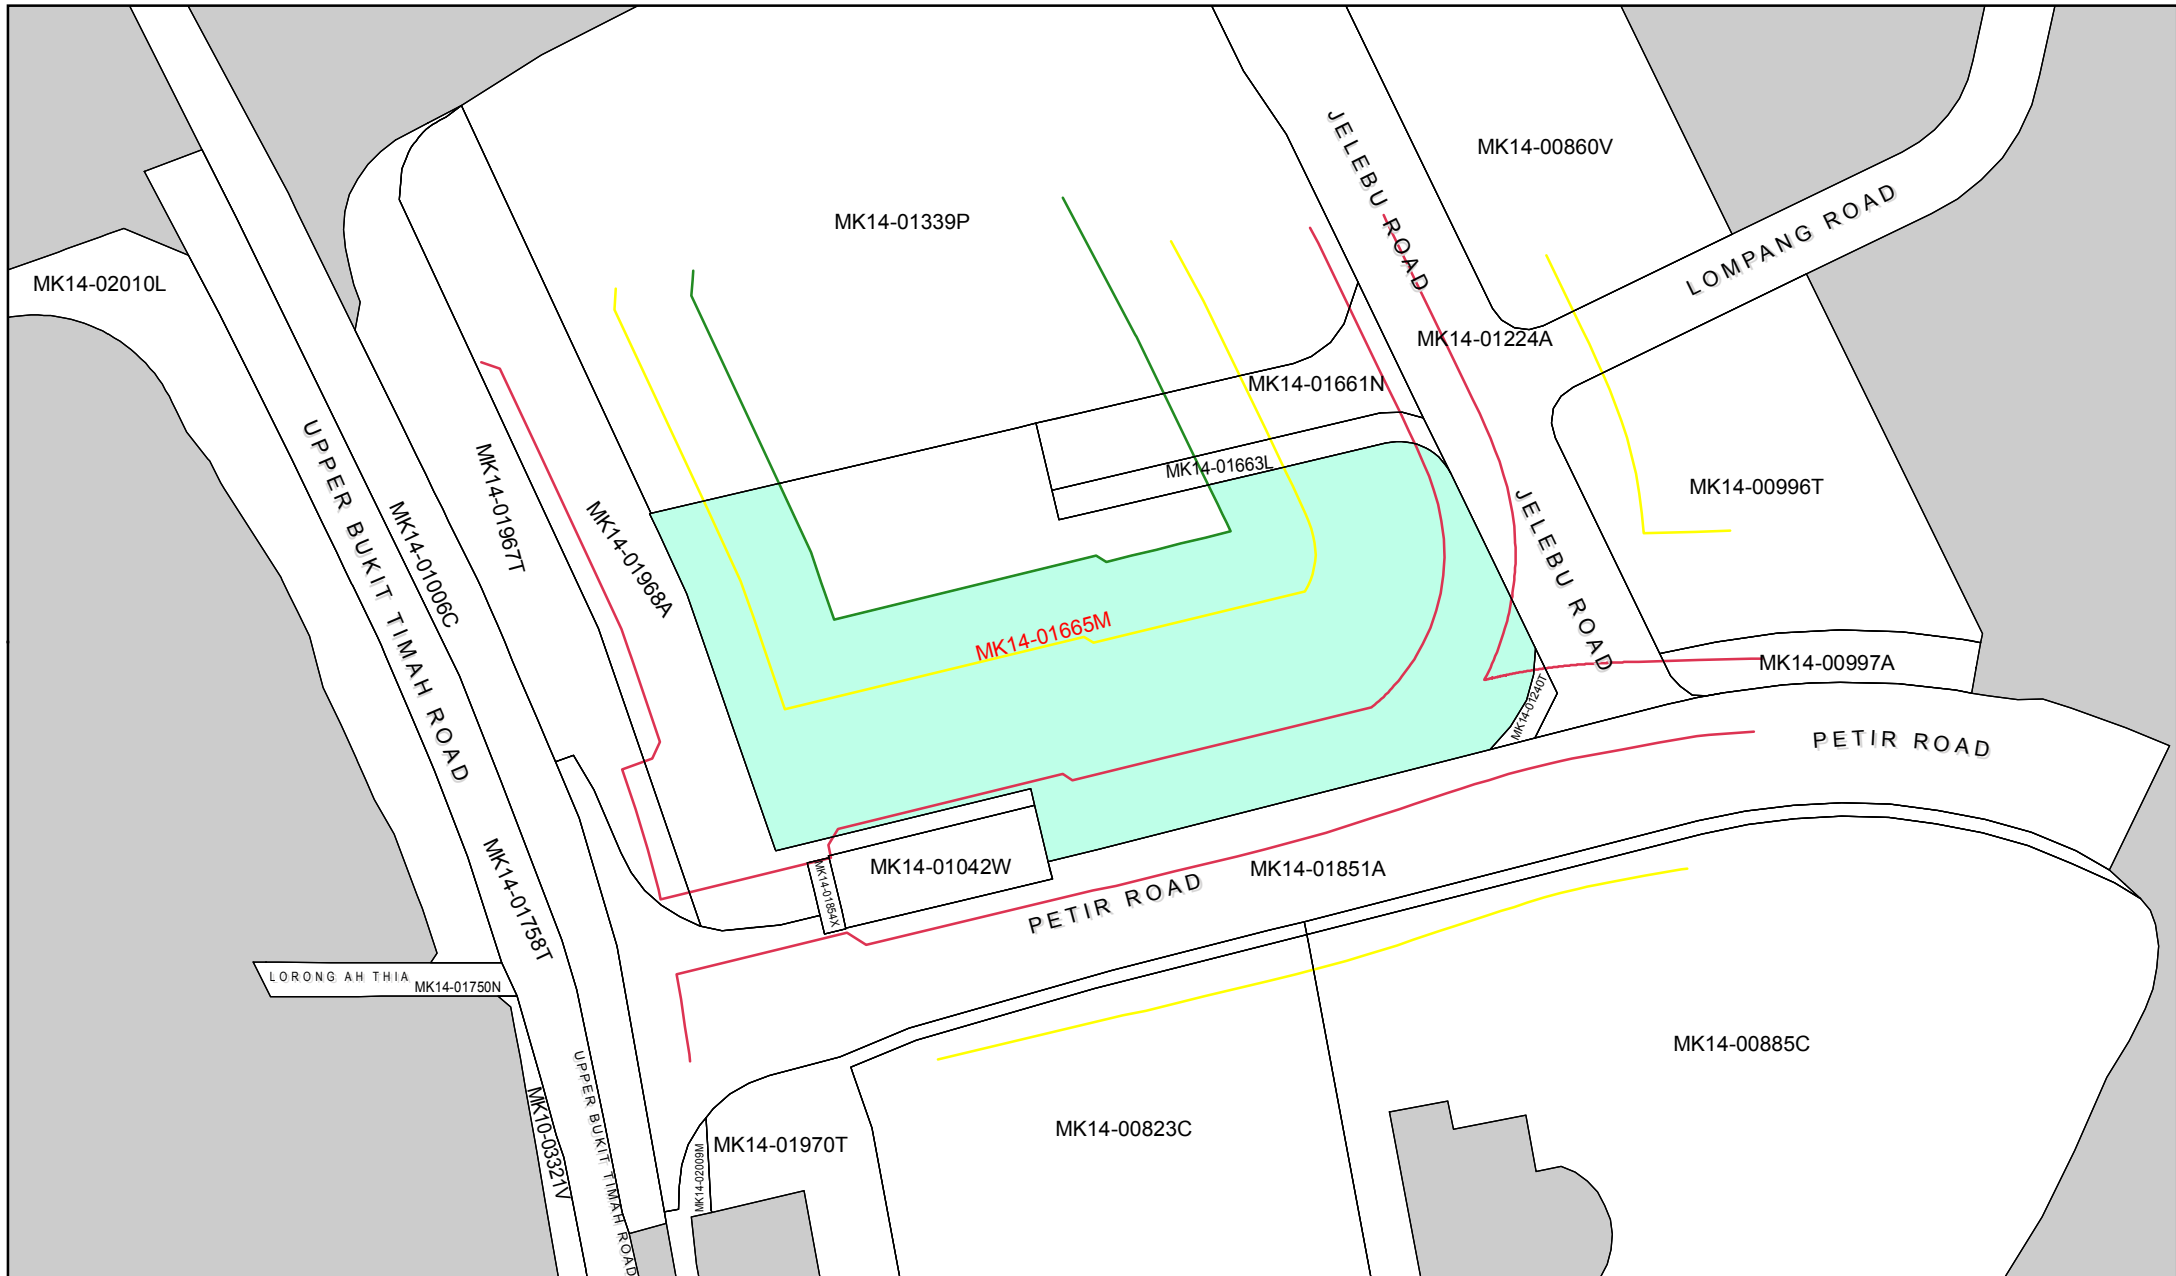 JELEBU ROAD
MK14-00860V
MK14-01339P
LOMPANG ROAD
MK14-02010L
MK14-01224A
MK14-01661N
MK14-01663L
MK14-00996T
UPPER BUKIT TIMAH ROAD
MK14-01006C
MK14-01967T
MK14-01968A
JELEBU ROAD
MK14-01665M
MK14-00997A
MK14-01240T
PETIR ROAD
MK14-01758T
MK14-01854X
MK14-01042W
PETIR ROAD
MK14-01851A
LORONG AH THIA
MK14-01750N
MK14-00885C
UPPER BUKIT TIMAH ROAD
MK10-03321V
MK14-02009M
MK14-01970T
MK14-00823C